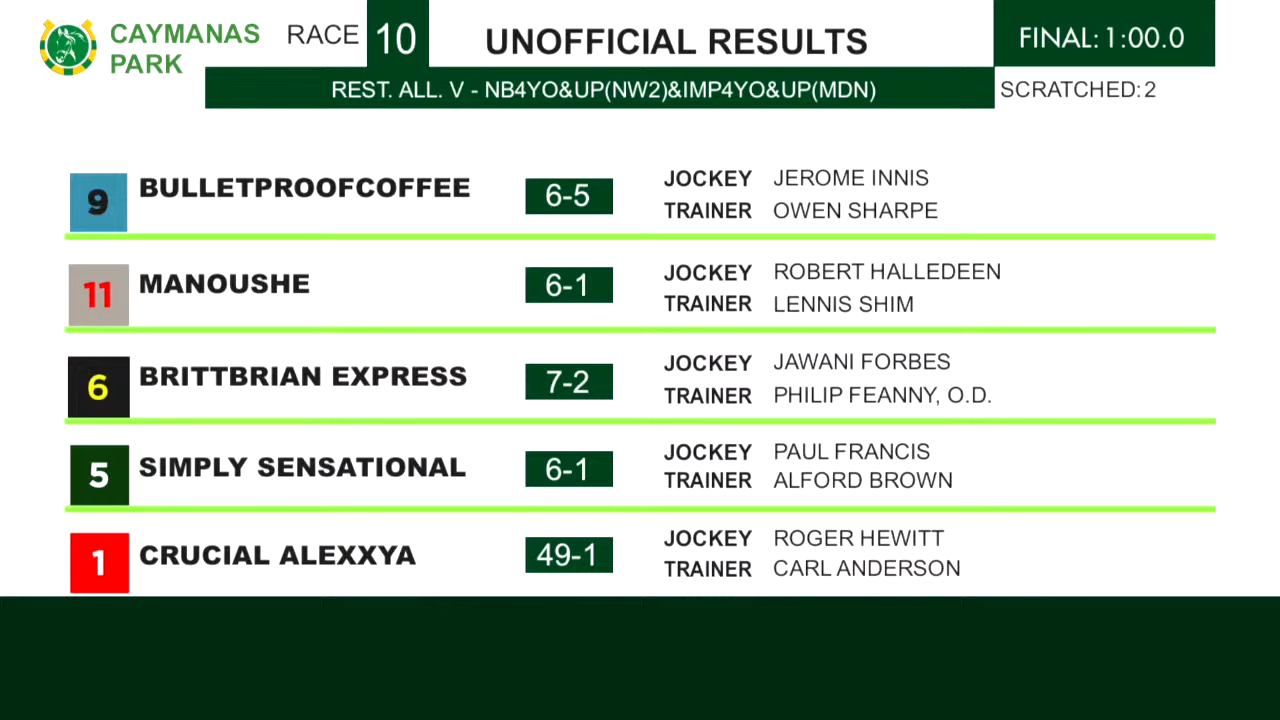 CAYMANAS PARK
RACE 10
UNOFFICIAL RESULTS
FINAL: 1:00.0
REST. ALL. V - NB4YO&UP(NW2)&IMP4YO&UP(MDN)
SCRATCHED: 2
9 BULLETPROOFCOFFEE 6-5 JOCKEY JEROME INNIS
TRAINER OWEN SHARPE
11 MANOUSHE 6-1 JOCKEY ROBERT HALLEDEEN
TRAINER LENNIS SHIM
6 BRITTBRIAN EXPRESS 7-2 JOCKEY JAWANI FORBES
TRAINER PHILIP FEANNY, O.D.
5 SIMPLY SENSATIONAL 6-1 JOCKEY PAUL FRANCIS
TRAINER ALFORD BROWN
1 CRUCIAL ALEXXYA 49-1 JOCKEY ROGER HEWITT
TRAINER CARL ANDERSON